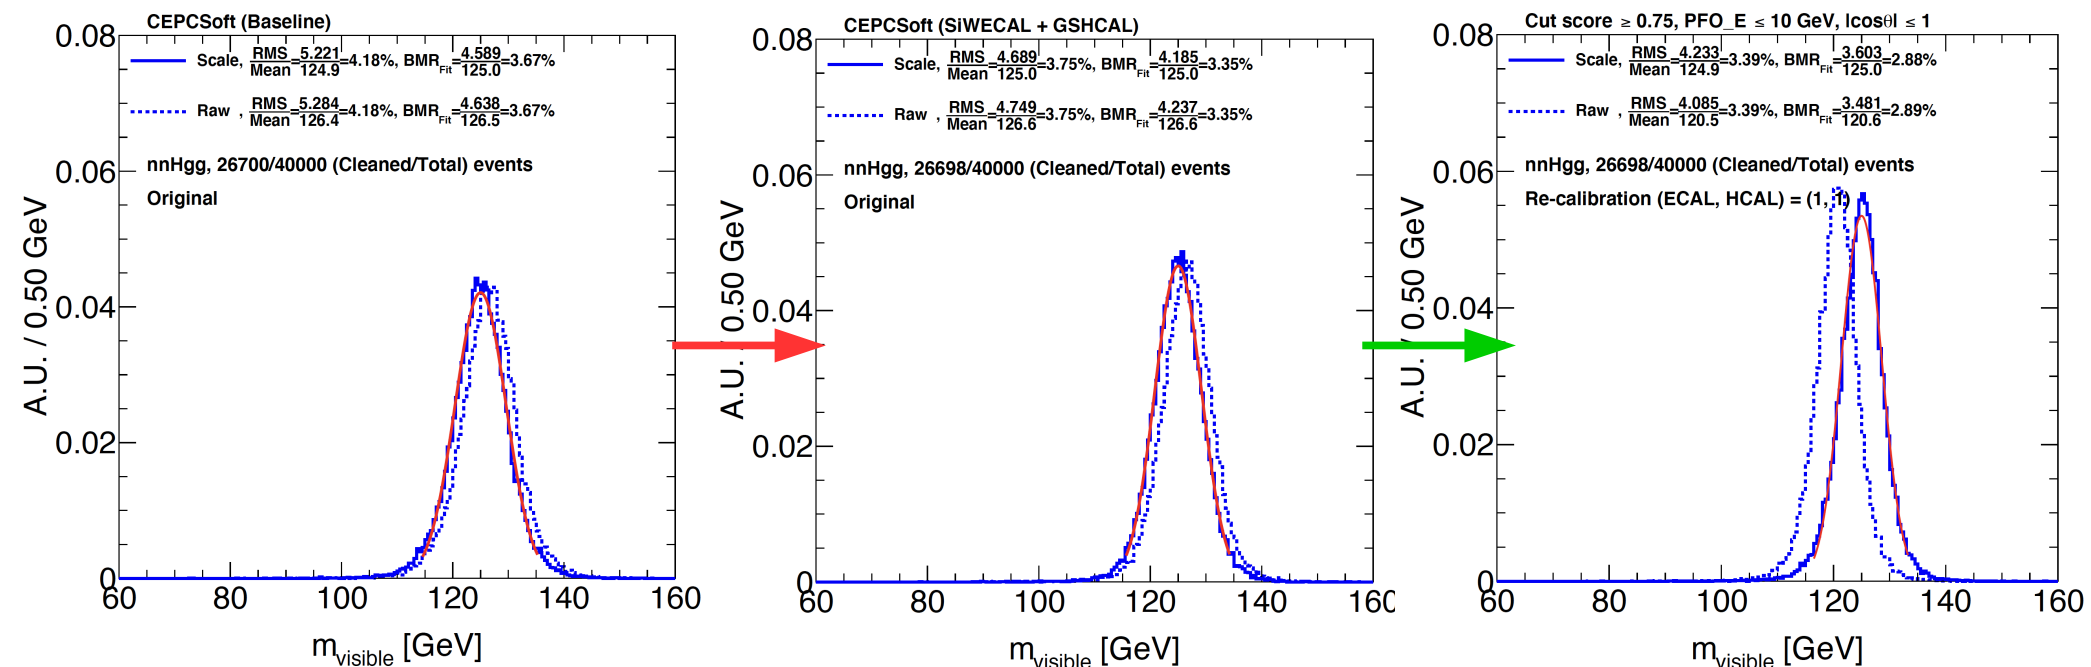 CEPCSoft (Baseline)
Scale, RMS/Mean=5.221/124.9=4.18%, BMR_Fit=4.589/125.0=3.67%
Raw , RMS/Mean=5.284/126.4=4.18%, BMR_Fit=4.638/126.5=3.67%
nnHgg, 26700/40000 (Cleaned/Total) events
Original
A.U. / 0.50 GeV
0.08
0.06
0.04
0.02
0
60 80 100 120 140 160
m_visible [GeV]
CEPCSoft (SiWECAL + GSHCAL)
Scale, RMS/Mean=4.689/125.0=3.75%, BMR_Fit=4.185/125.0=3.35%
Raw , RMS/Mean=4.749/126.6=3.75%, BMR_Fit=4.237/126.6=3.35%
nnHgg, 26698/40000 (Cleaned/Total) events
Original
A.U. / 0.50 GeV
0.08
0.06
0.04
0.02
0
60 80 100 120 140 160
m_visible [GeV]
Cut score ≥ 0.75, PFO_E ≤ 10 GeV, |cosθ| ≤ 1
Scale, RMS/Mean=4.233/124.9=3.39%, BMR_Fit=3.603/125.0=2.88%
Raw , RMS/Mean=4.085/120.5=3.39%, BMR_Fit=3.481/120.6=2.89%
nnHgg, 26698/40000 (Cleaned/Total) events
Re-calibration (ECAL, HCAL) = (1, 1)
A.U. / 0.50 GeV
0.08
0.06
0.04
0.02
0
60 80 100 120 140 160
m_visible [GeV]